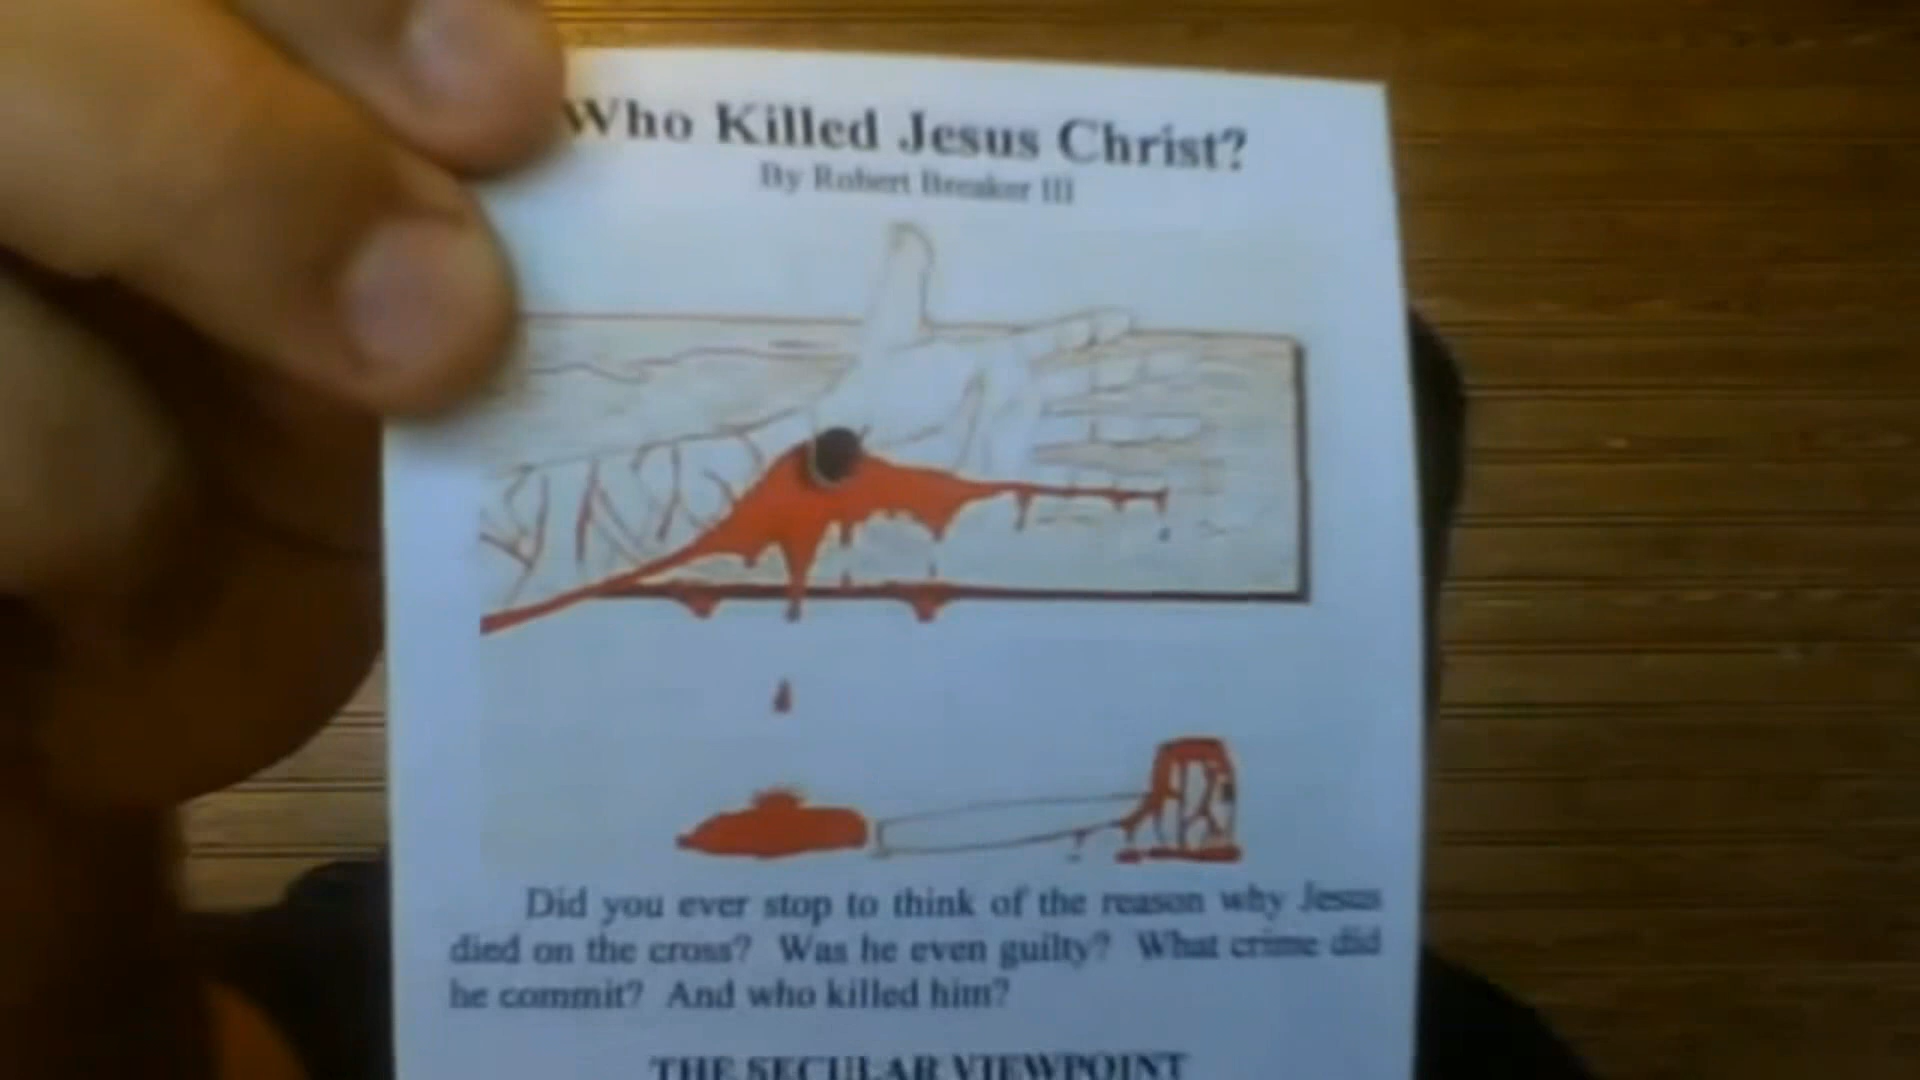 Who Killed Jesus Christ?
By Robert Breaker III
Did you ever stop to think of the reason why Jesus
died on the cross? Was he even guilty? What crime did
he commit? And who killed him?
THE SECULAR VIEWPOINT